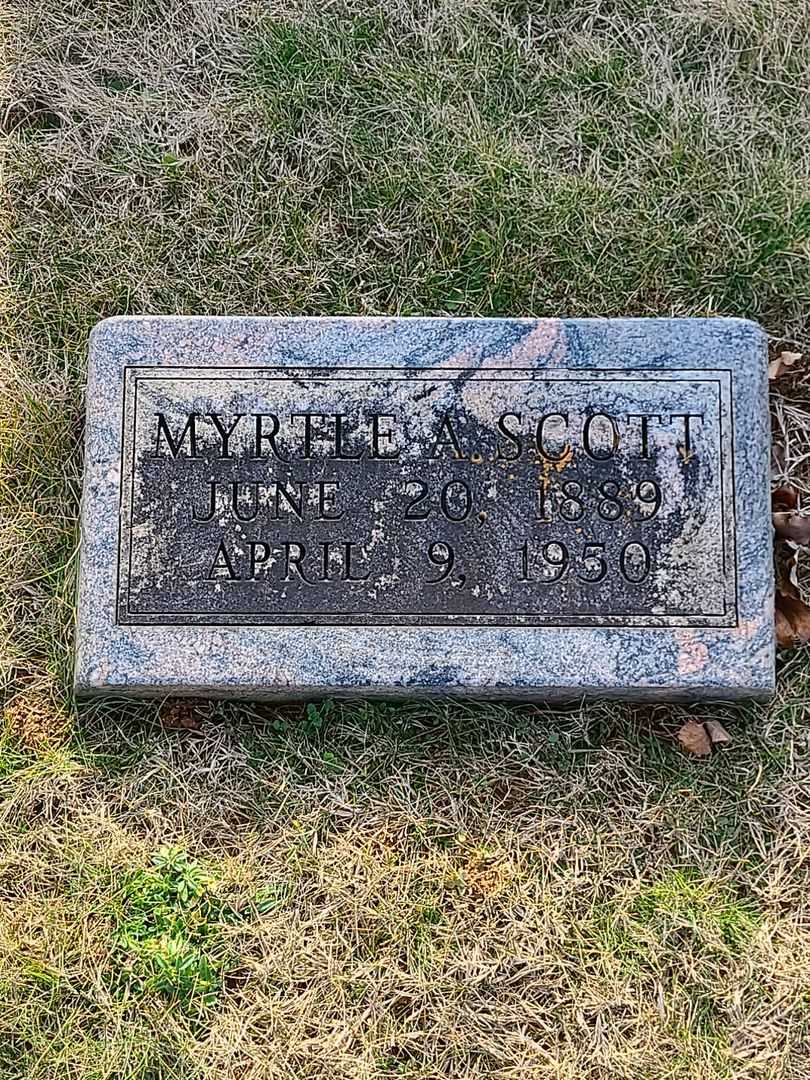 MYRTLE A. SCOTT
JUNE 20, 1889
APRIL 9, 1950